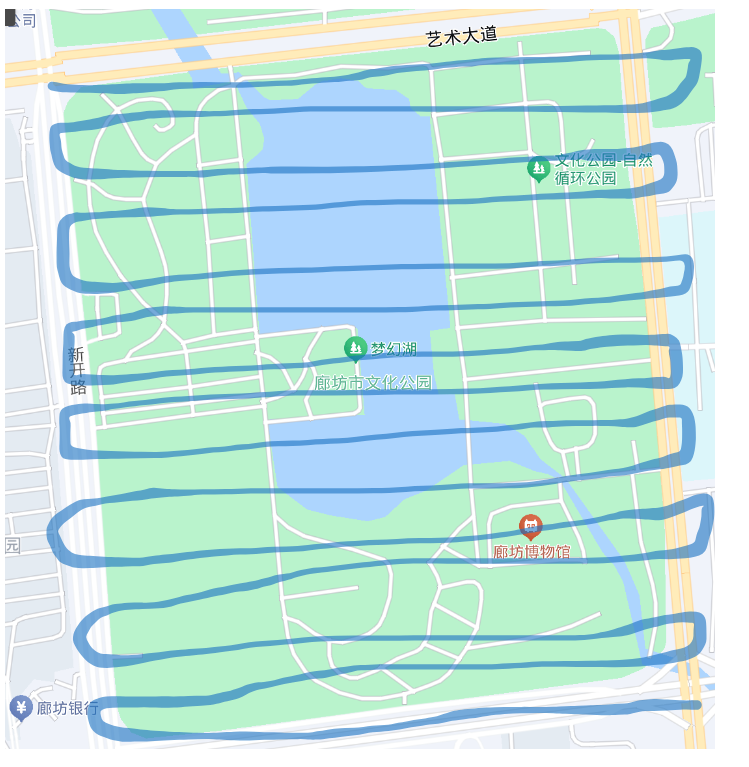 公司
艺术大道
文化公园-自然
循环公园
新开路
梦幻湖
廊坊市文化公园
廊坊博物馆
园
廊坊银行